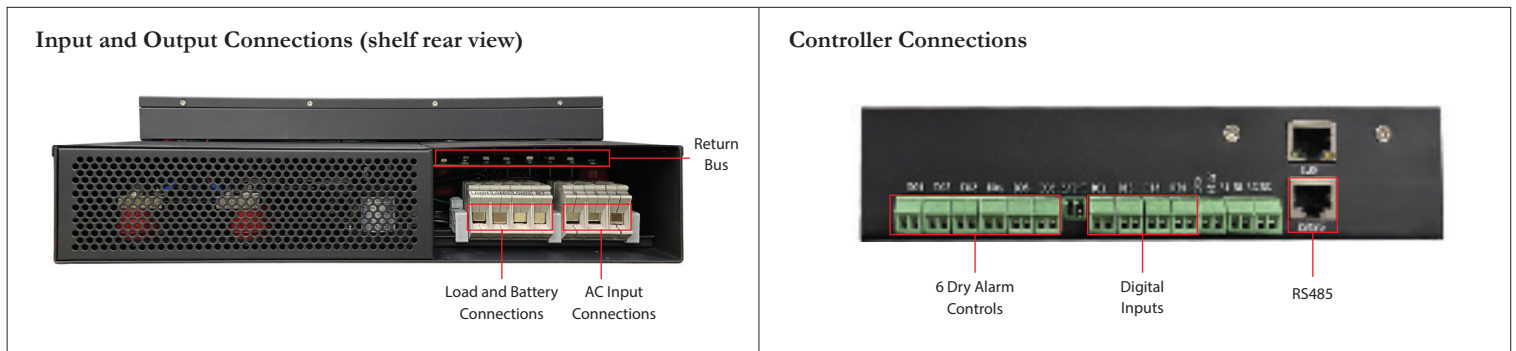 Input and Output Connections (shelf rear view)
Return
Bus
Load and Battery
Connections
AC Input
Connections
Controller Connections
6 Dry Alarm
Controls
Digital
Inputs
RS485